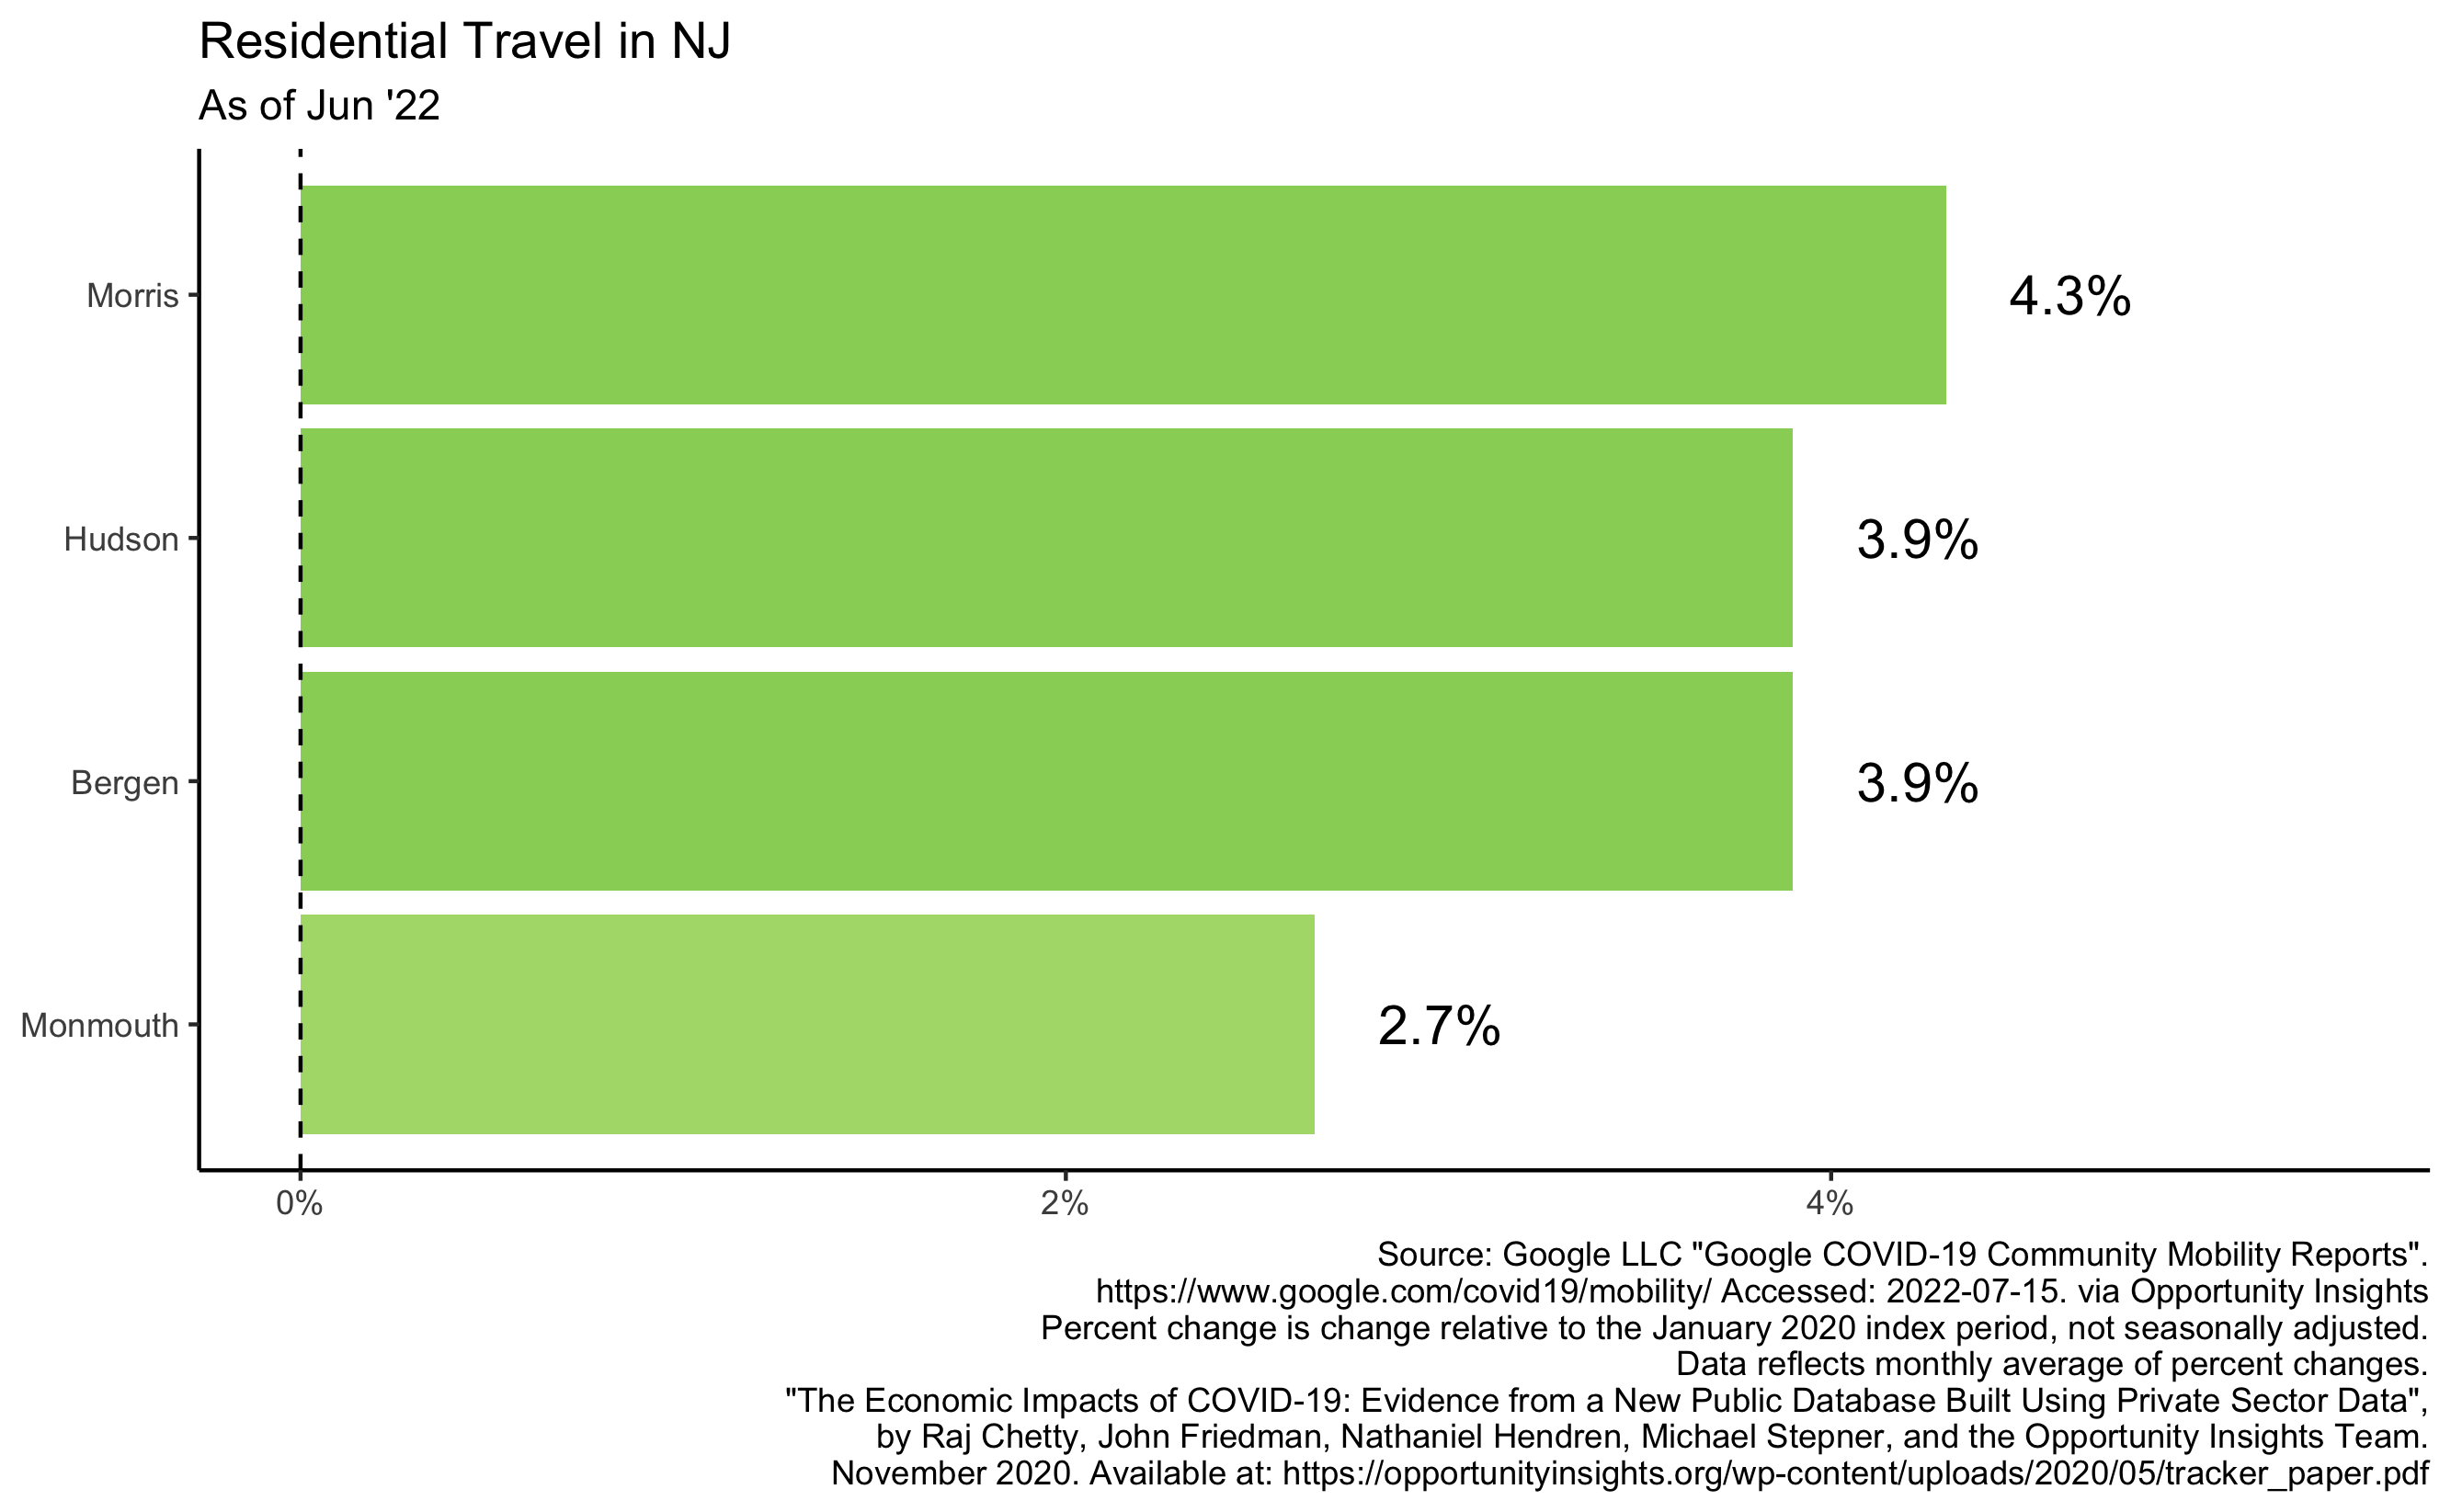 Residential Travel in NJ
As of Jun '22
Morris
4.3%
Hudson
3.9%
Bergen
3.9%
Monmouth
2.7%
0%
2%
4%
Source: Google LLC "Google COVID-19 Community Mobility Reports".
https://www.google.com/covid19/mobility/ Accessed: 2022-07-15. via Opportunity Insights
Percent change is change relative to the January 2020 index period, not seasonally adjusted.
Data reflects monthly average of percent changes.
"The Economic Impacts of COVID-19: Evidence from a New Public Database Built Using Private Sector Data",
by Raj Chetty, John Friedman, Nathaniel Hendren, Michael Stepner, and the Opportunity Insights Team.
November 2020. Available at: https://opportunityinsights.org/wp-content/uploads/2020/05/tracker_paper.pdf